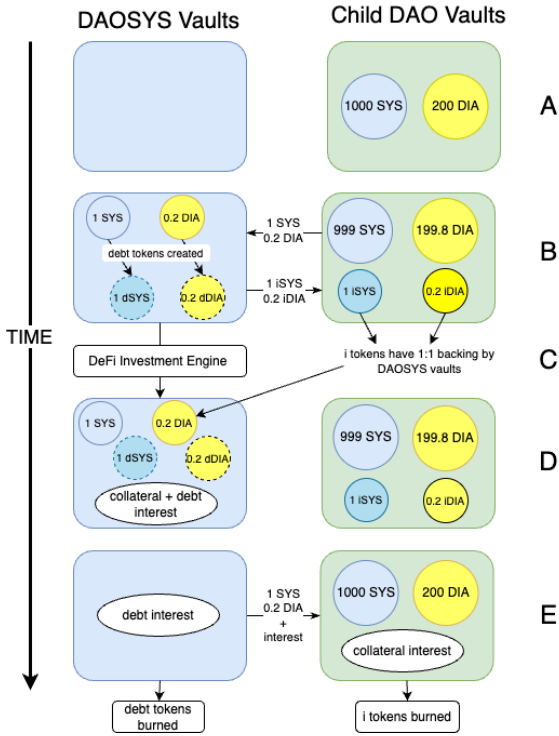 DAOSYS Vaults
Child DAO Vaults
TIME
1000 SYS
200 DIA
A
1 SYS
0.2 DIA
debt tokens created
1 dSYS
0.2 dDIA
1 SYS
0.2 DIA
1 iSYS
0.2 iDIA
999 SYS
199.8 DIA
1 iSYS
0.2 iDIA
B
DeFi Investment Engine
i tokens have 1:1 backing by
DAOSYS vaults
C
1 SYS
0.2 DIA
1 dSYS
0.2 dDIA
collateral + debt
interest
999 SYS
199.8 DIA
1 iSYS
0.2 iDIA
D
debt interest
1 SYS
0.2 DIA
+
interest
1000 SYS
200 DIA
collateral interest
E
debt tokens
burned
i tokens burned